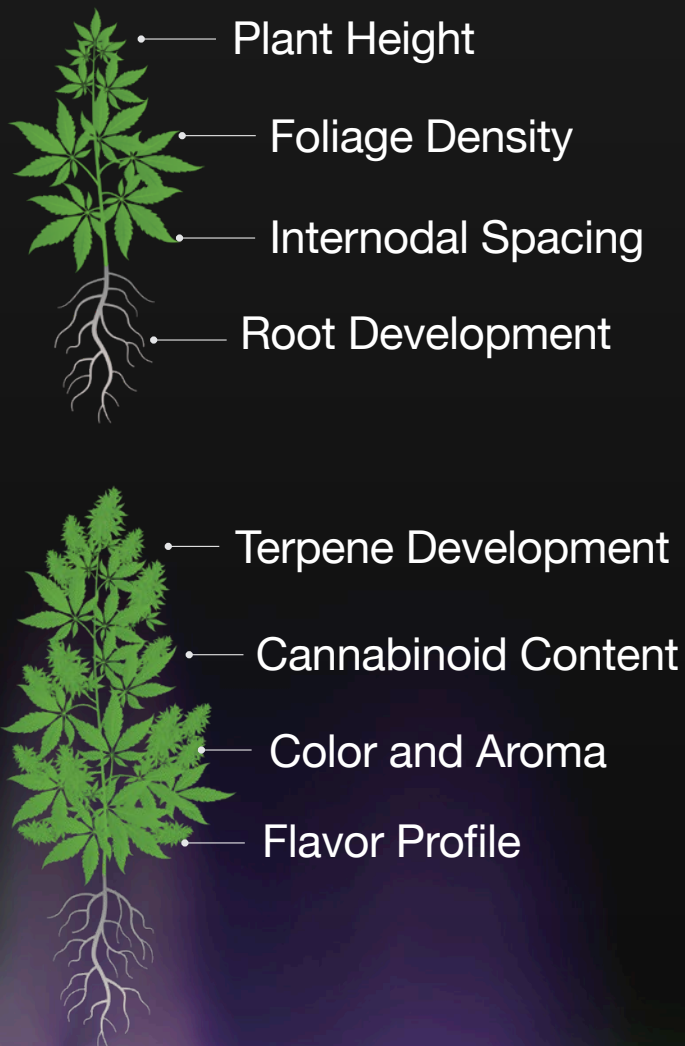 Plant Height
Foliage Density
Internodal Spacing
Root Development
Terpene Development
Cannabinoid Content
Color and Aroma
Flavor Profile